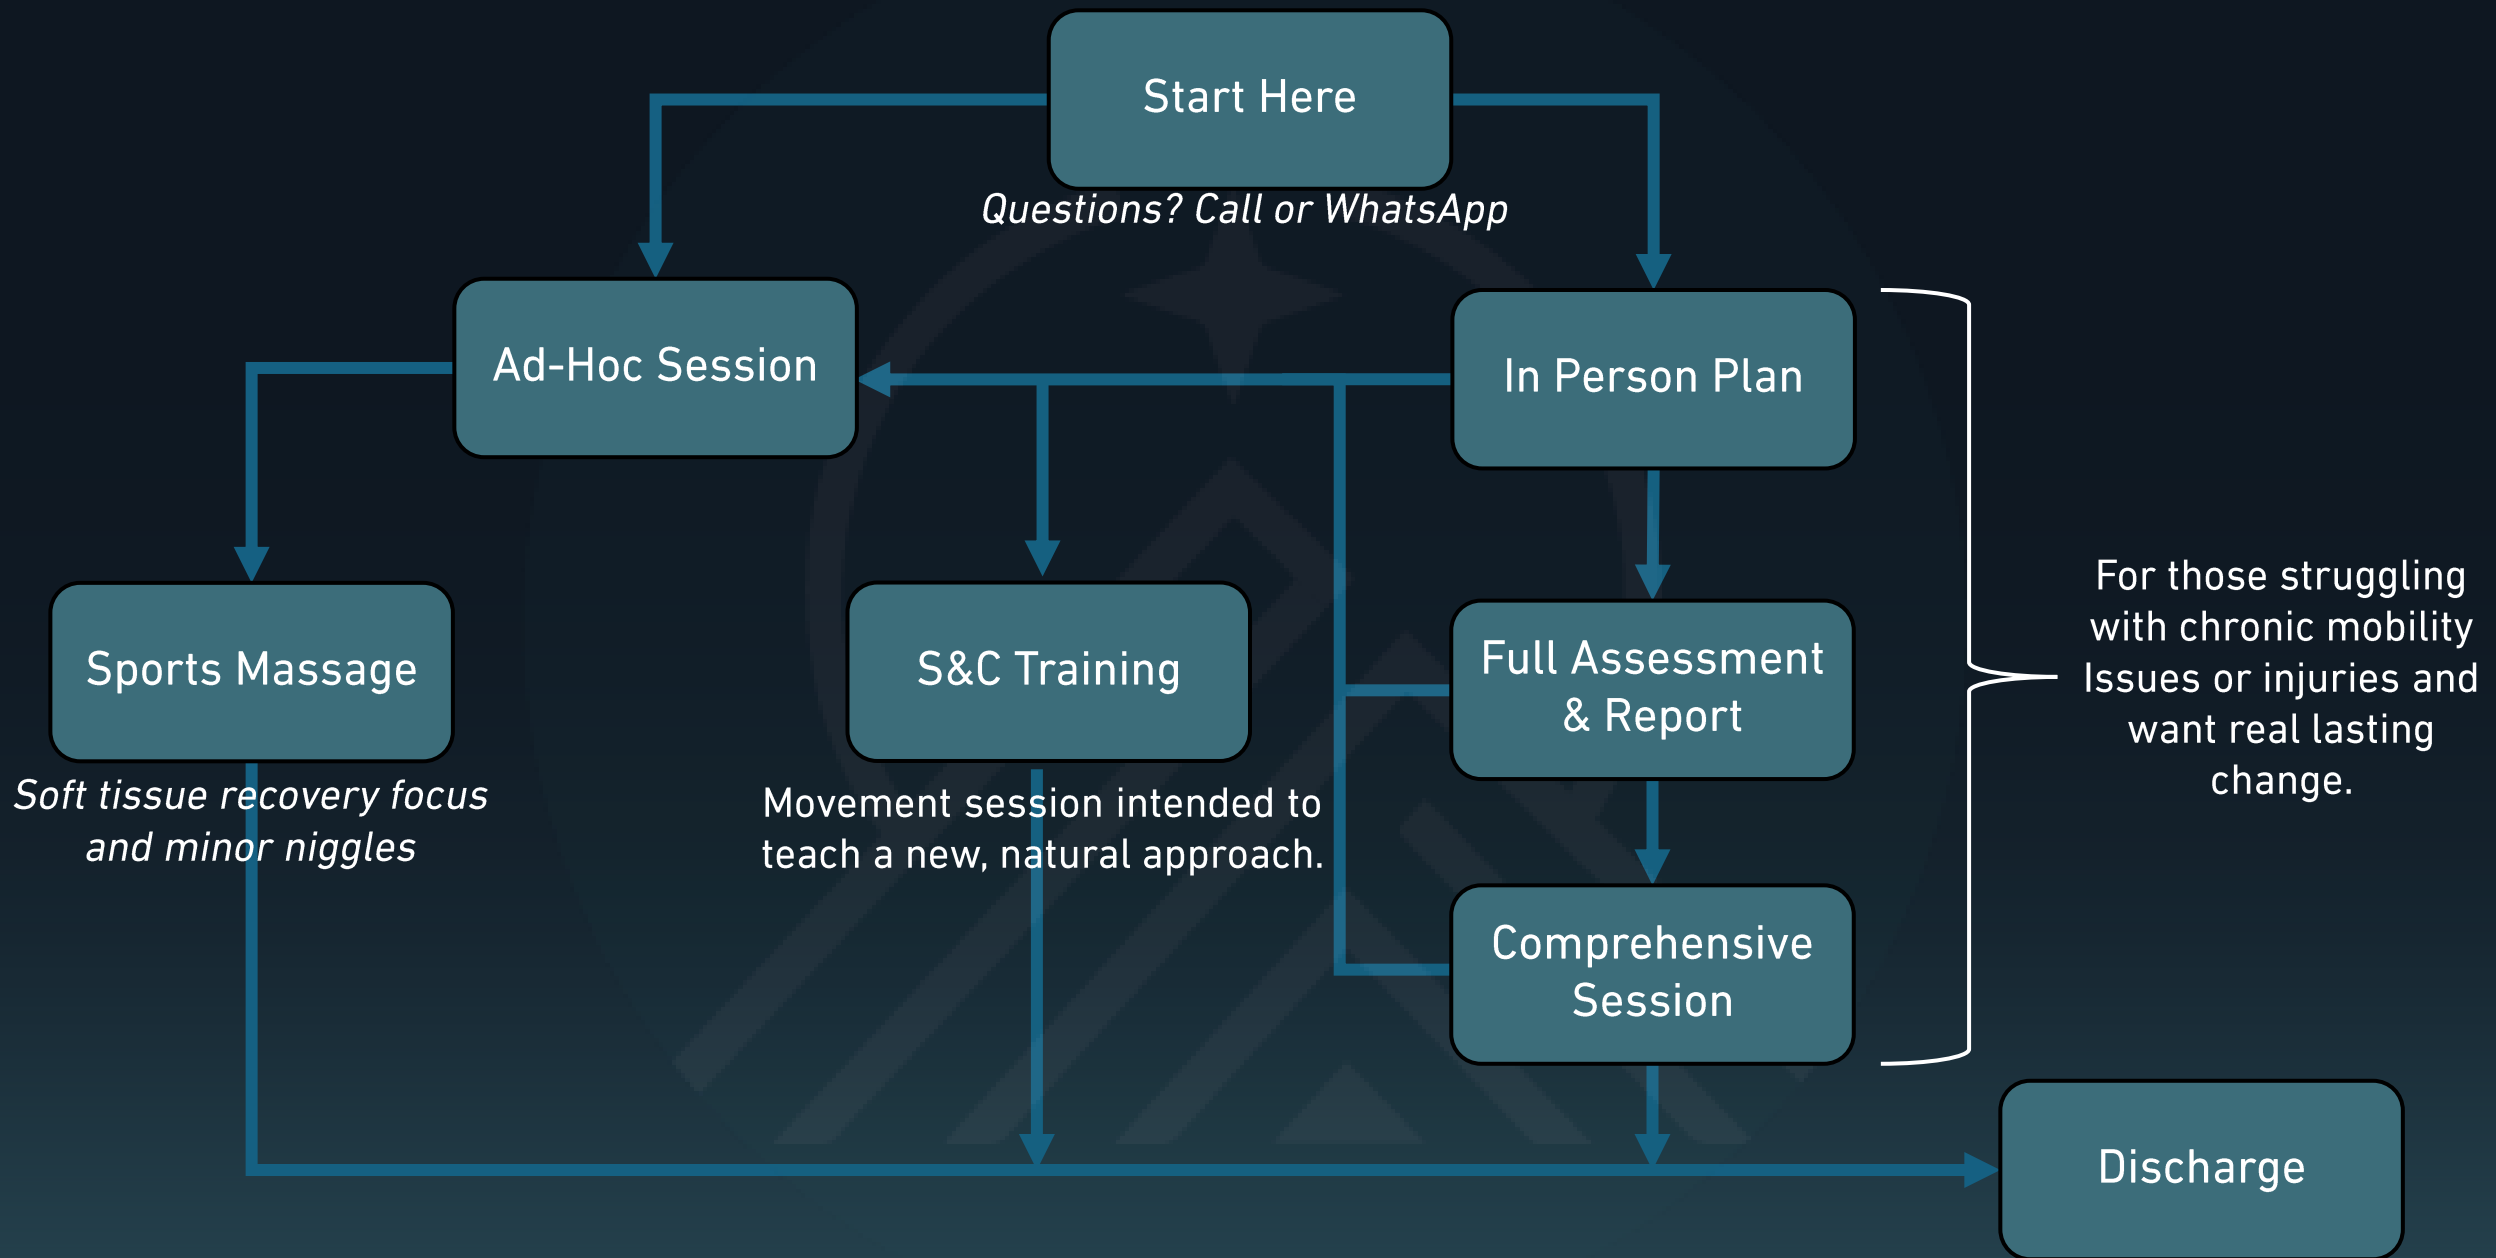 Start Here
Questions? Call or WhatsApp
Ad-Hoc Session
In Person Plan
Sports Massage
Soft tissue recovery focus
and minor niggles
S&C Training
Movement session intended to
teach a new, natural approach.
Full Assessment
& Report
Comprehensive
Session
For those struggling
with chronic mobility
Issues or injuries and
want real lasting
change.
Discharge